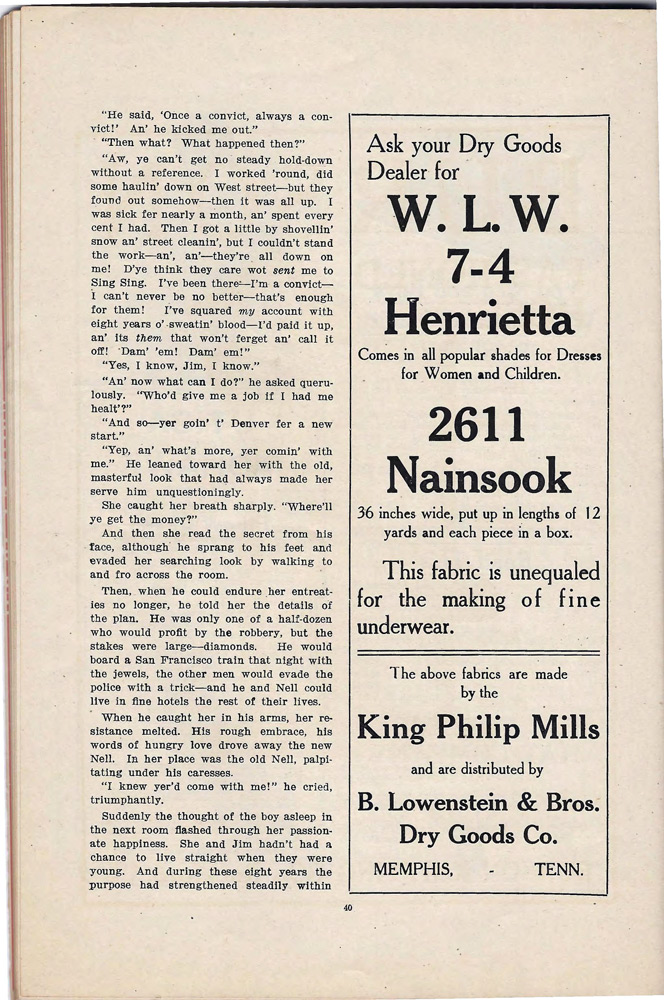 "He said, 'Once a convict, always a con-
vict!' An' he kicked me out."
"Then what? What happened then?"
"Aw, ye can't get no steady hold-down
without a reference. I worked 'round, did
some haulin' down on West street—but they
found out somehow—then it was all up. I
was sick fer nearly a month, an' spent every
cent I had. Then I got a little by shovellin'
snow an' street cleanin', but I couldn't stand
the work—an', an'—they're all down on
me! D'ye think they care wot sent me to
Sing Sing. I've been there—I'm a convict—
I can't never be no better—that's enough
for them! I've squared my account with
eight years o' sweatin' blood—I'd paid it up,
an' its them that won't ferget an' call it
off! Dam' 'em! Dam' em!"
"Yes, I know, Jim, I know."
"An' now what can I do?" he asked queru-
lously. "Who'd give me a job if I had me
healt'?"
"And so—yer goin' t' Denver fer a new
start."
"Yep, an' what's more, yer comin' with
me." He leaned toward her with the old,
masterful look that had always made her
serve him unquestioningly.
She caught her breath sharply. "Where'll
ye get the money?"
And then she read the secret from his
face, although he sprang to his feet and
evaded her searching look by walking to
and fro across the room.
Then, when he could endure her entreat-
ies no longer, he told her the details of
the plan. He was only one of a half-dozen
who would profit by the robbery, but the
stakes were large—diamonds. He would
board a San Francisco train that night with
the jewels, the other men would evade the
police with a trick—and he and Nell could
live in fine hotels the rest of their lives.
When he caught her in his arms, her re-
sistance melted. His rough embrace, his
words of hungry love drove away the new
Nell. In her place was the old Nell, palpi-
tating under his caresses.
"I knew yer'd come with me!" he cried,
triumphantly.
Suddenly the thought of the boy asleep in
the next room flashed through her passion-
ate happiness. She and Jim hadn't had a
chance to live straight when they were
young. And during these eight years the
purpose had strengthened steadily within
Ask your Dry Goods
Dealer for
W. L. W.
7-4
Henrietta
Comes in all popular shades for Dresses
for Women and Children.
2611
Nainsook
36 inches wide, put up in lengths of 12
yards and each piece in a box.
This fabric is unequaled
for the making of fine
underwear.
The above fabrics are made
by the
King Philip Mills
and are distributed by
B. Lowenstein & Bros.
Dry Goods Co.
MEMPHIS, - TENN.
40